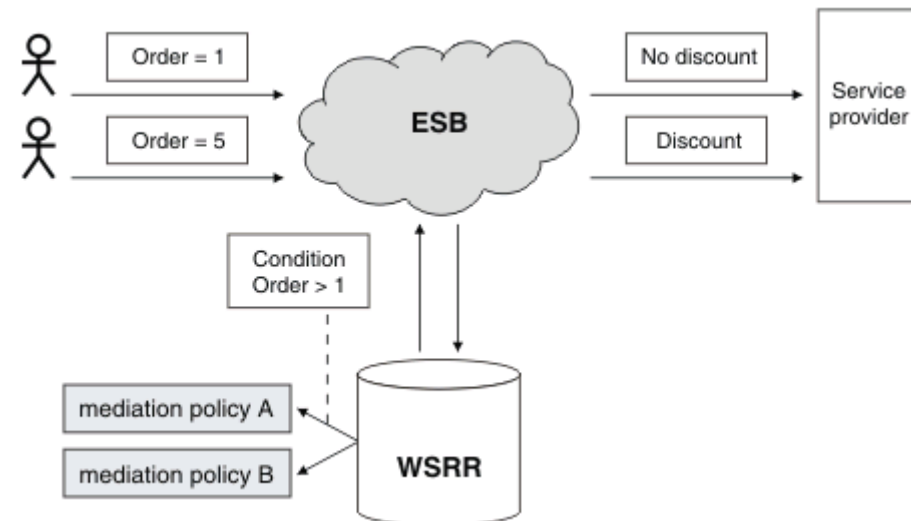 Order = 1
No discount
Service
provider
ESB
Order = 5
Discount
Condition
Order > 1
mediation policy A
mediation policy B
WSRR